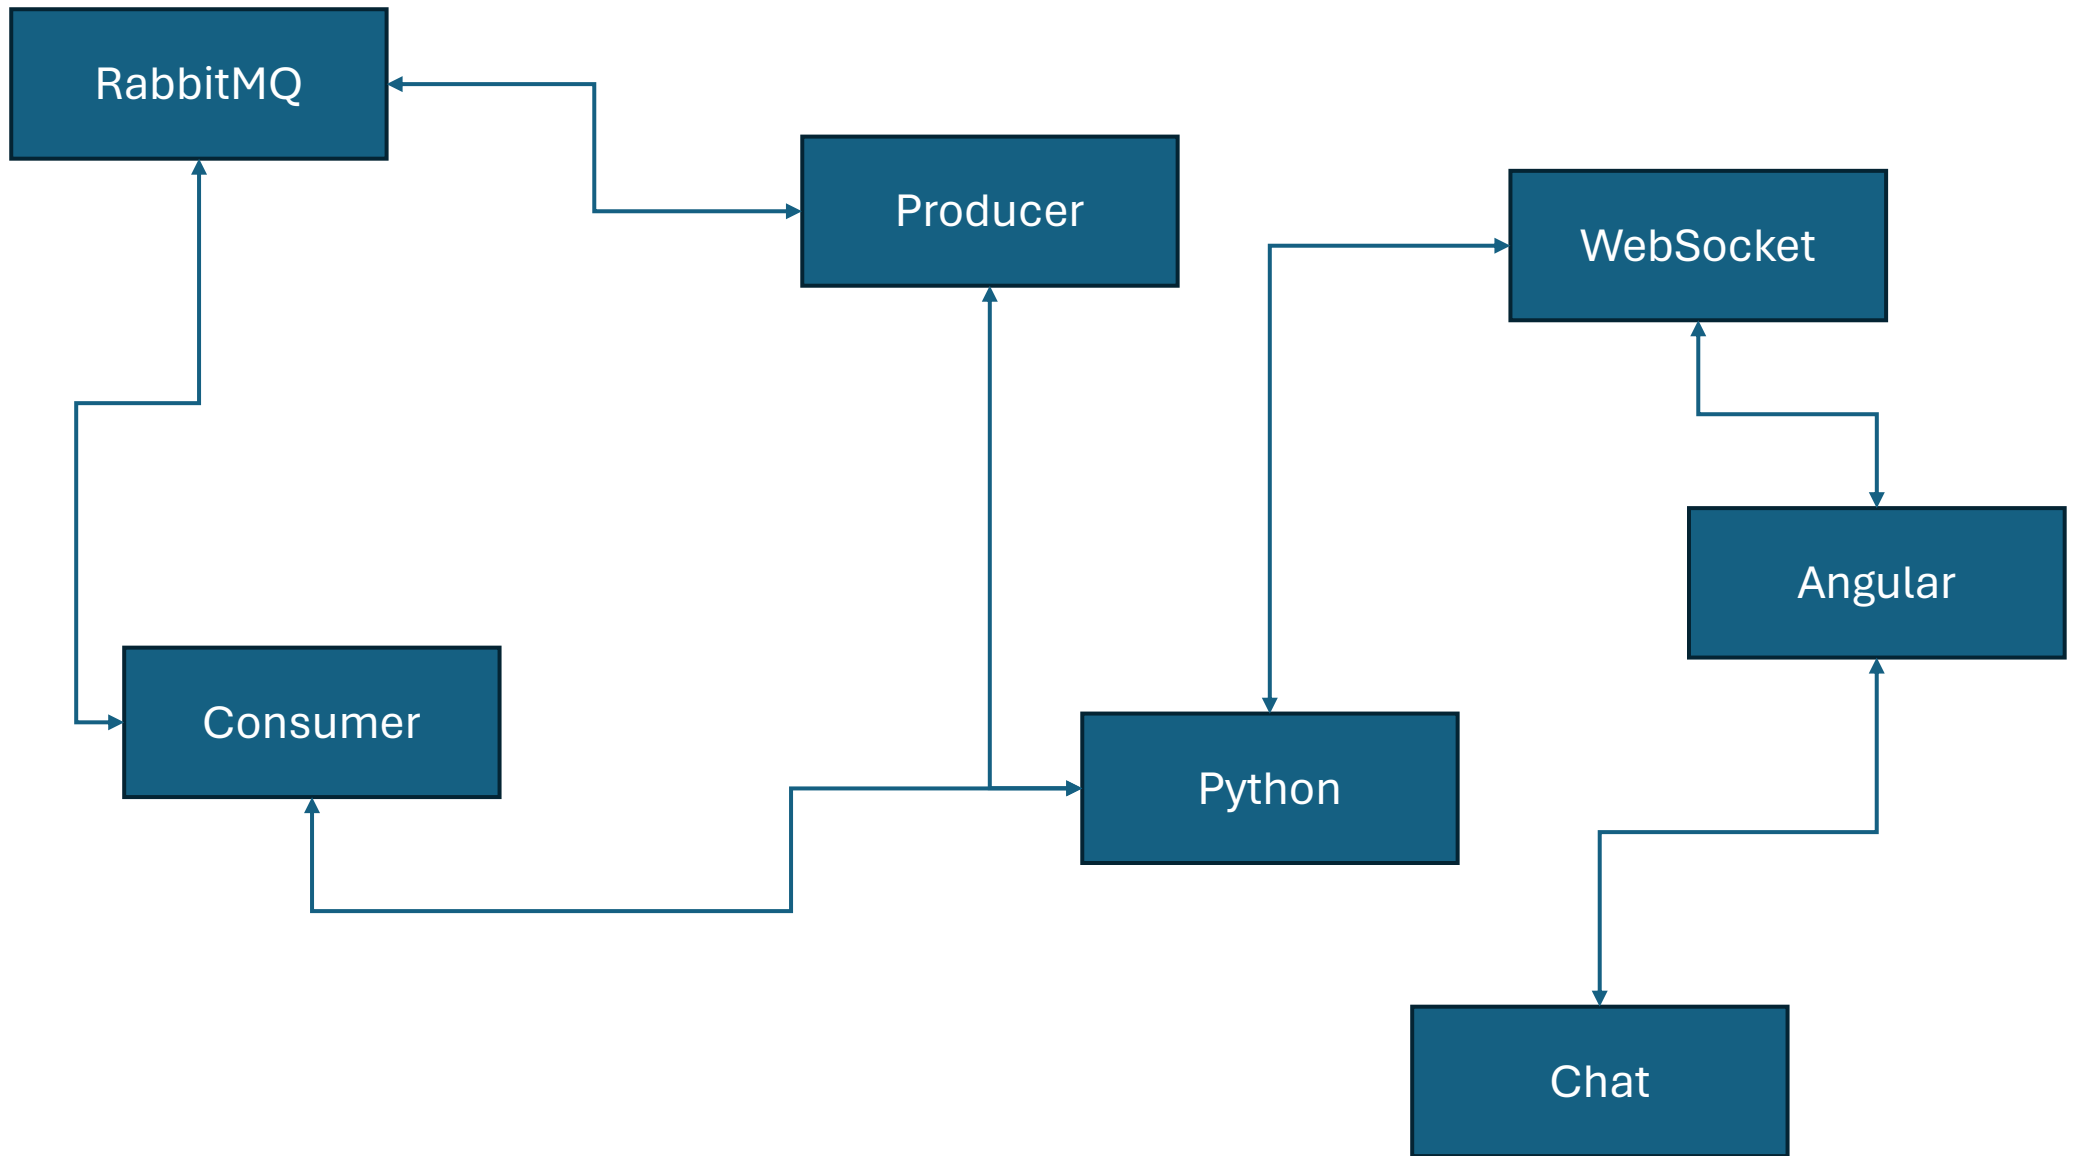 RabbitMQ
Producer
WebSocket
Angular
Consumer
Python
Chat